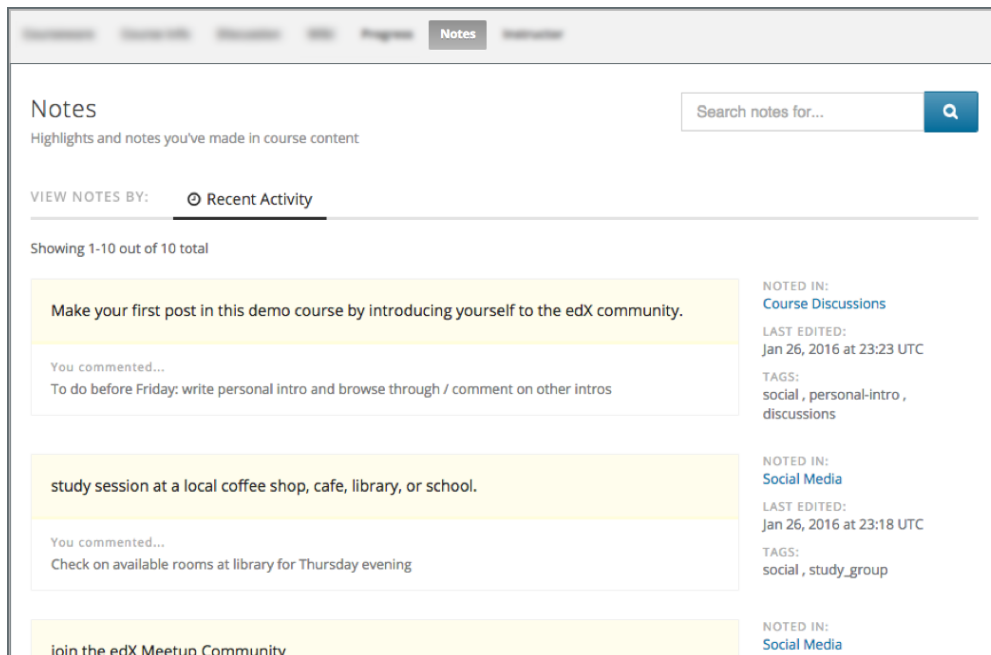 Progress Notes Instructor
Notes
Highlights and notes you've made in course content
Search notes for...
VIEW NOTES BY: Recent Activity
Showing 1-10 out of 10 total
Make your first post in this demo course by introducing yourself to the edX community.
You commented...
To do before Friday: write personal intro and browse through / comment on other intros
NOTED IN:
Course Discussions
LAST EDITED:
Jan 26, 2016 at 23:23 UTC
TAGS:
social , personal-intro ,
discussions
study session at a local coffee shop, cafe, library, or school.
You commented...
Check on available rooms at library for Thursday evening
NOTED IN:
Social Media
LAST EDITED:
Jan 26, 2016 at 23:18 UTC
TAGS:
social , study_group
join the edX Meetup Community
NOTED IN:
Social Media